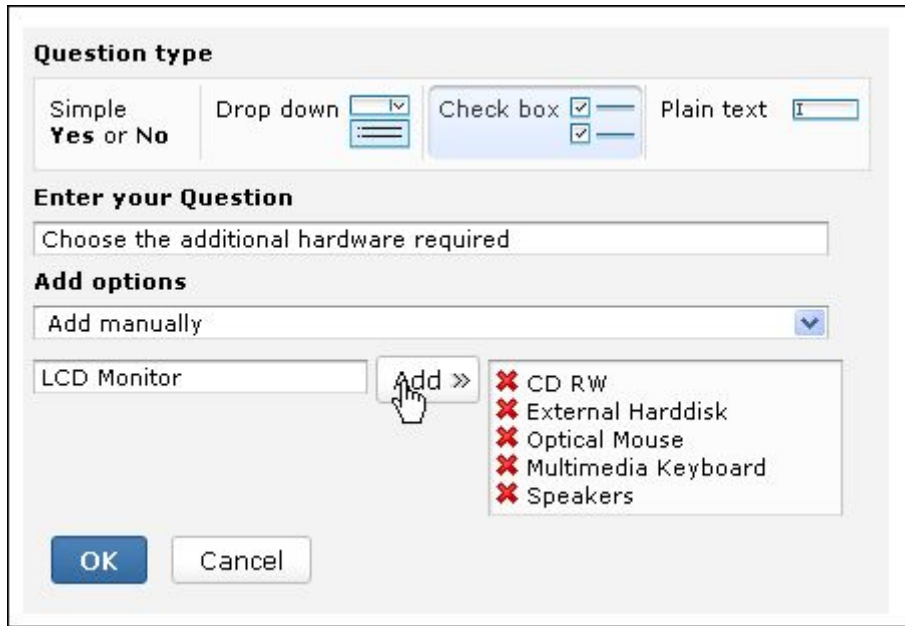 Question type
Simple Drop down Check box Plain text
Yes or No
Enter your Question
Choose the additional hardware required
Add options
Add manually
LCD Monitor Add »
CD RW
External Harddisk
Optical Mouse
Multimedia Keyboard
Speakers
OK Cancel